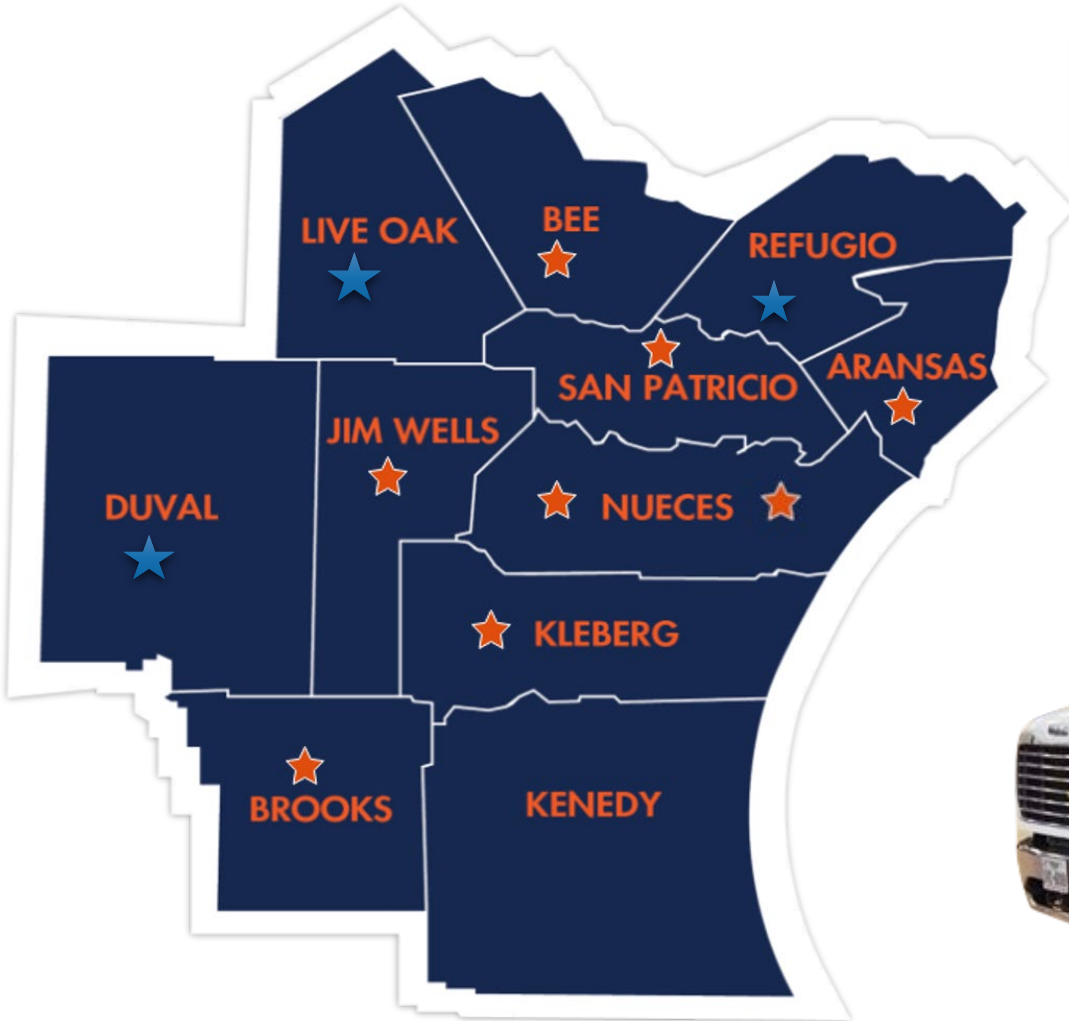 LIVE OAK
BEE
REFUGIO
ARANSAS
SAN PATRICIO
JIM WELLS
DUVAL
NUECES
KLEBERG
BROOKS
KENEDY